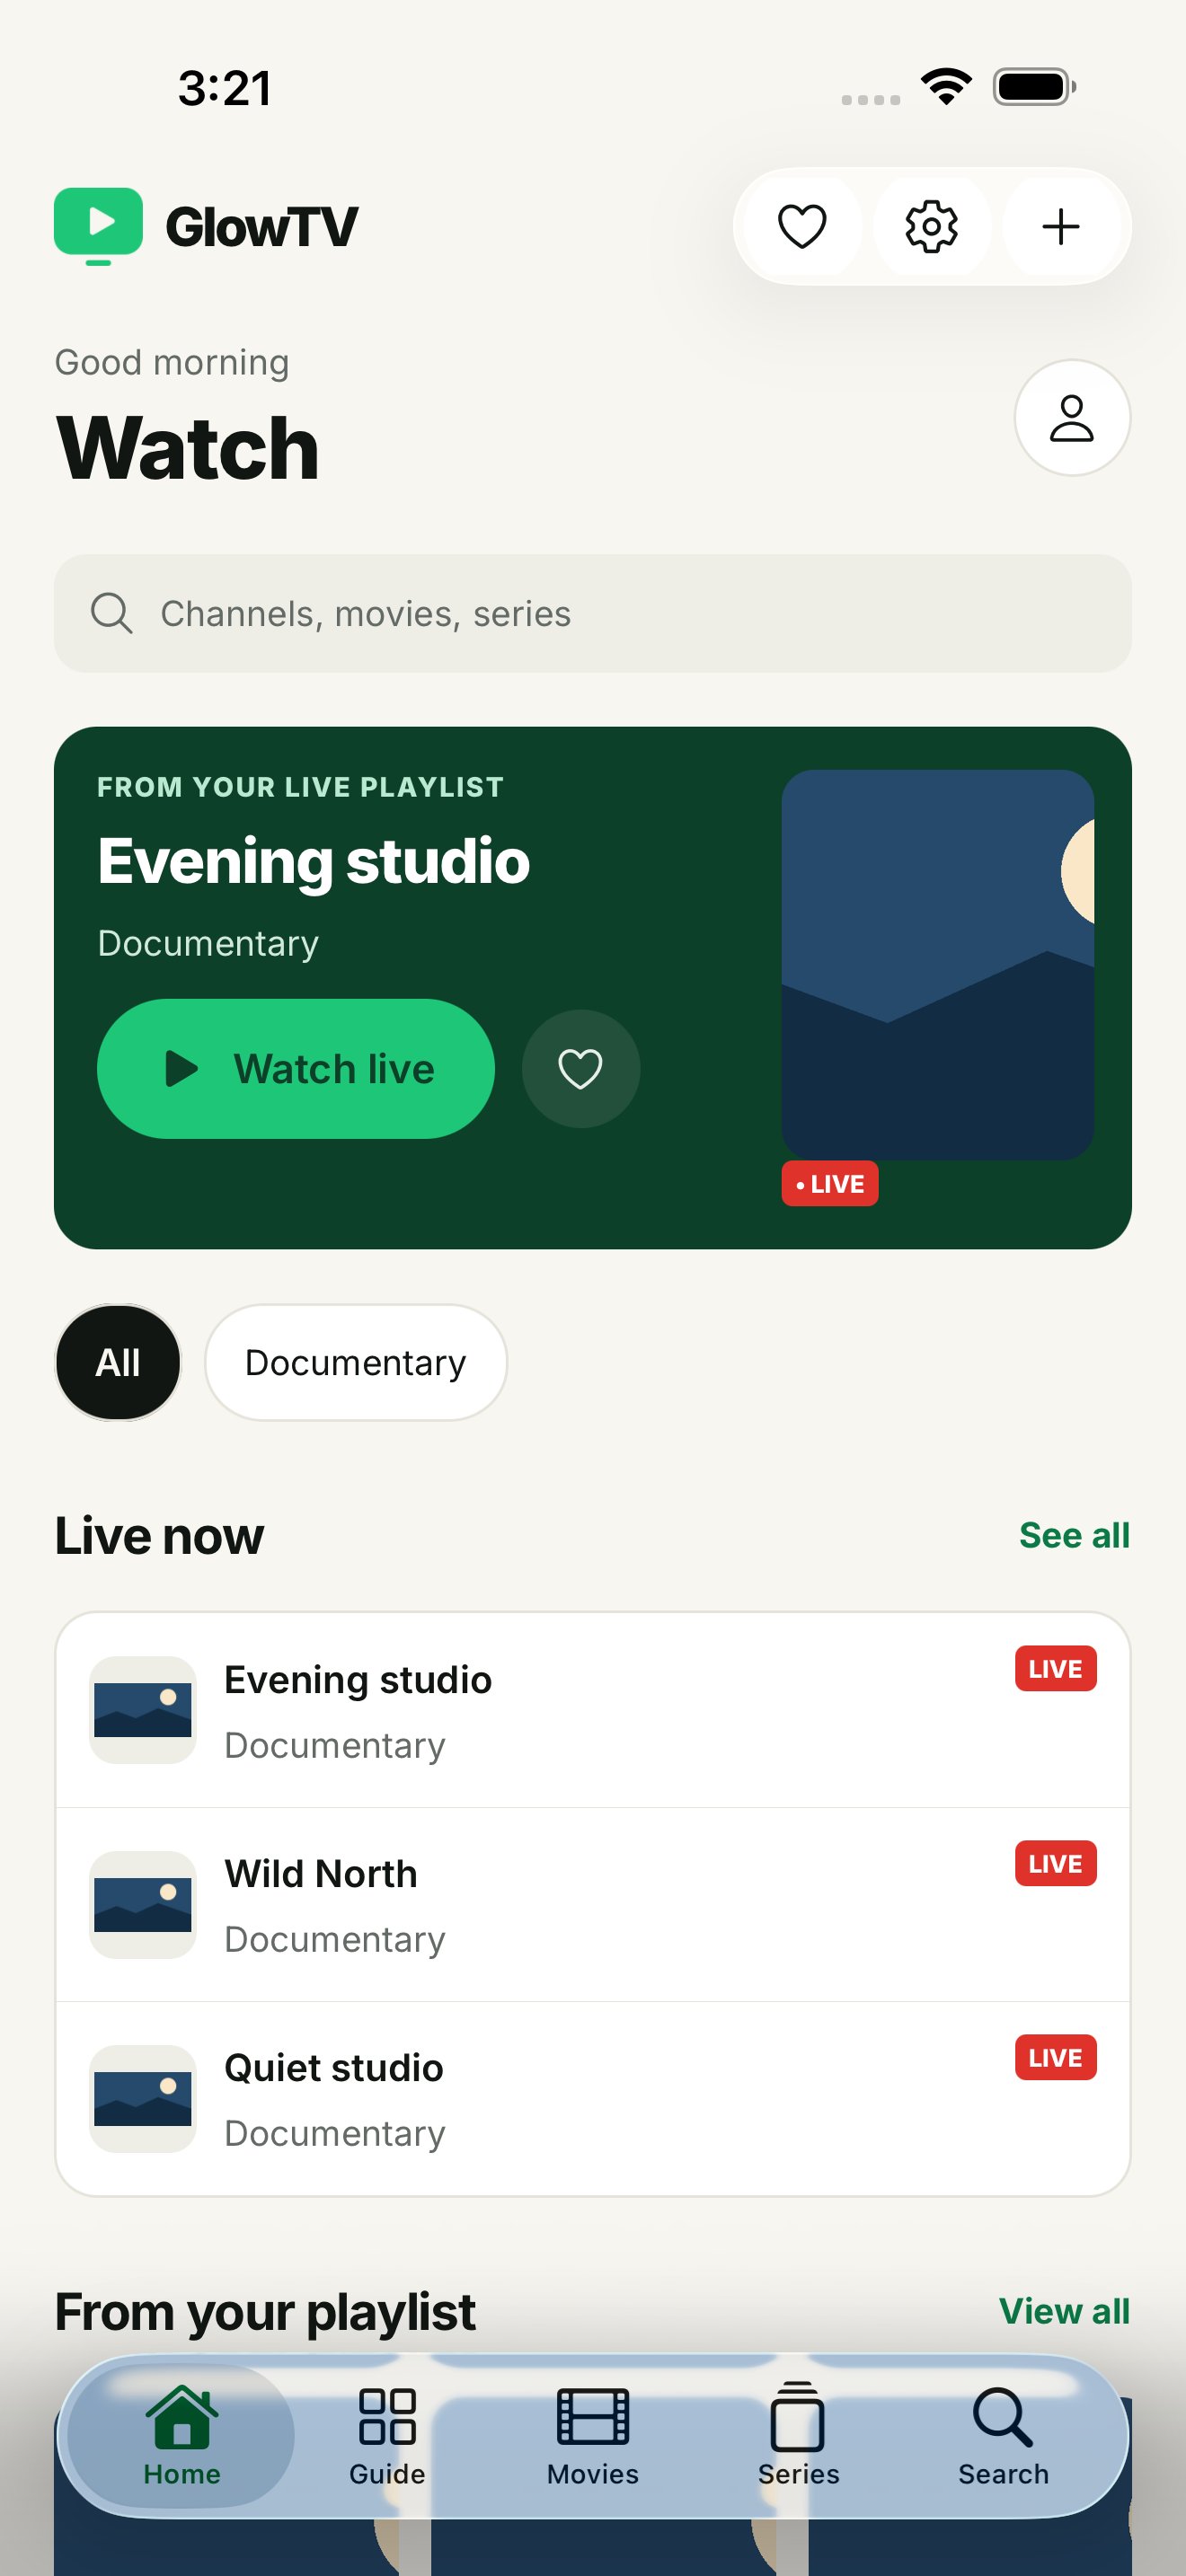 3:21
GlowTV
Good morning
Watch
Channels, movies, series
FROM YOUR LIVE PLAYLIST
Evening studio
Documentary
Watch live
• LIVE
All
Documentary
Live now
See all
Evening studio
LIVE
Documentary
Wild North
LIVE
Documentary
Quiet studio
LIVE
Documentary
From your playlist
View all
Home
Guide
Movies
Series
Search